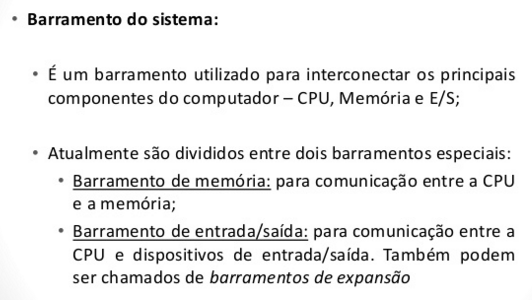 • Barramento do sistema:
• É um barramento utilizado para interconectar os principais
componentes do computador – CPU, Memória e E/S;
• Atualmente são divididos entre dois barramentos especiais:
• Barramento de memória: para comunicação entre a CPU
e a memória;
• Barramento de entrada/saída: para comunicação entre a
CPU e dispositivos de entrada/saída. Também podem
ser chamados de barramentos de expansão